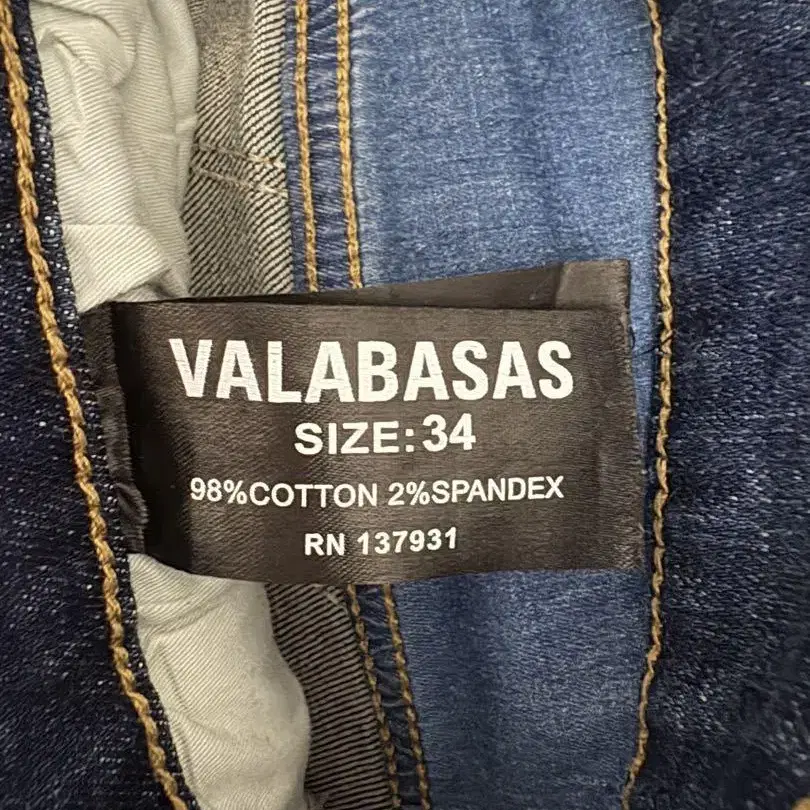 VALABASAS
SIZE: 34
98%COTTON 2%SPANDEX
RN 137931